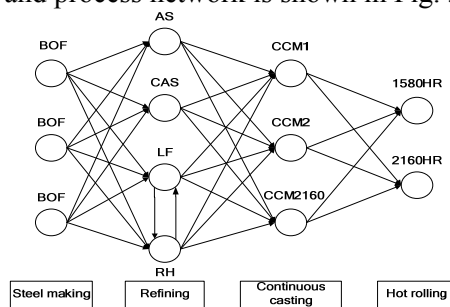 and process network is shown in Fig.
AS
BOF
CCM1
CAS
1580HR
BOF
CCM2
LF
2160HR
BOF
CCM2160
RH
Steel making
Refining
Continuous
casting
Hot rolling